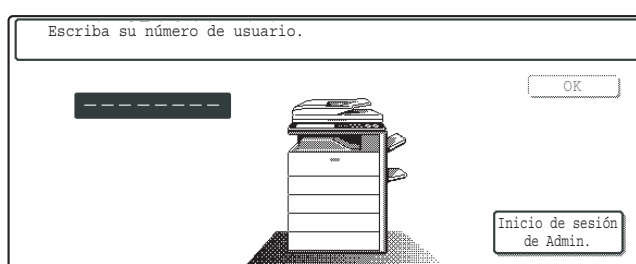 Escriba su número de usuario.
OK
– – – – – – – –
Inicio de sesión
de Admin.